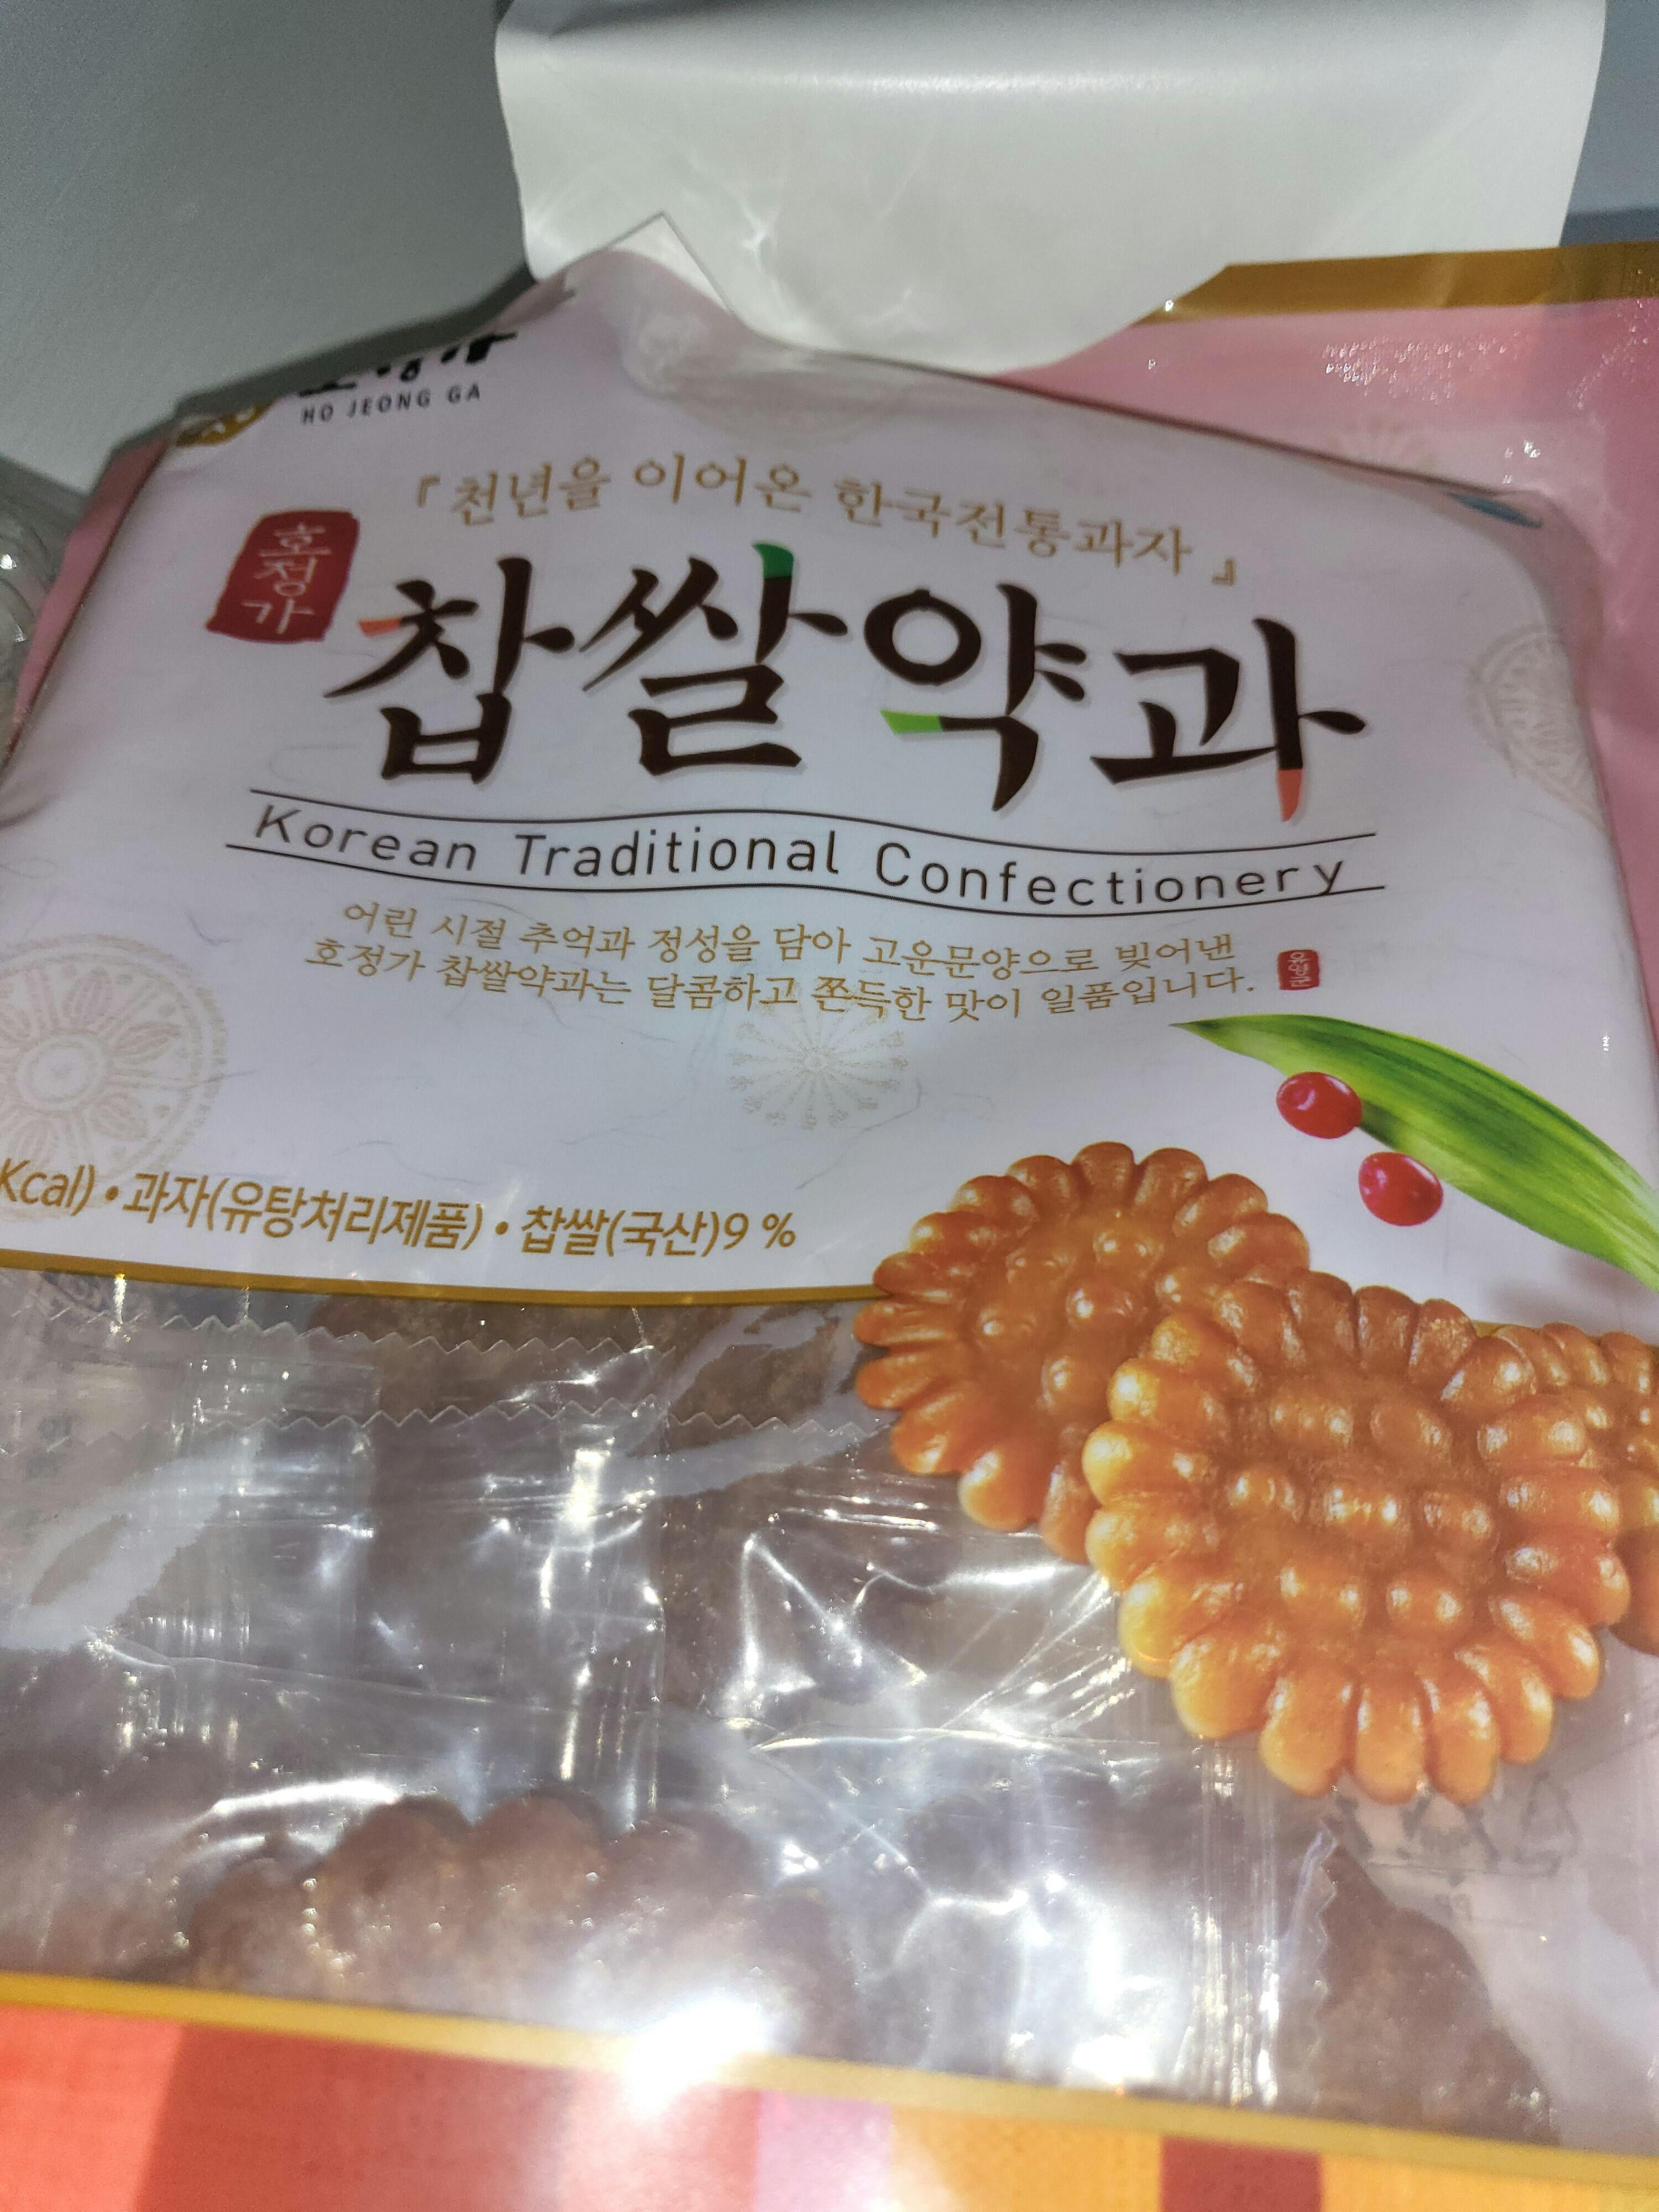 HO JEONG GA
『천년을 이어온 한국전통과자』
호정가
찹쌀약과
Korean Traditional Confectionery
어린 시절 추억과 정성을 담아 고운문양으로 빚어낸
호정가 찹쌀약과는 달콤하고 쫀득한 맛이 일품입니다.
Kcal) • 과자(유탕처리제품) • 찹쌀(국산)9 %